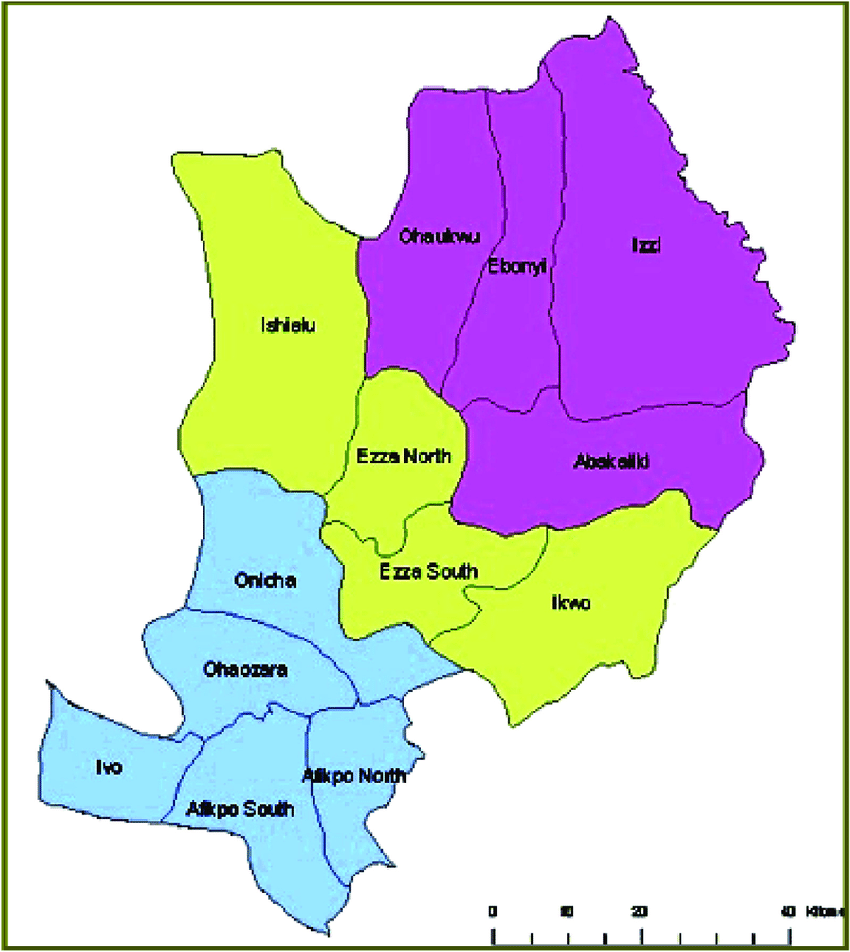 Ohaukwu
Izzi
Ebonyi
Ishielu
Ezza North
Abakaliki
Ezza South
Onicha
Ikwo
Ohaozara
Ivo
Afikpo North
Afikpo South
0 10 20 40